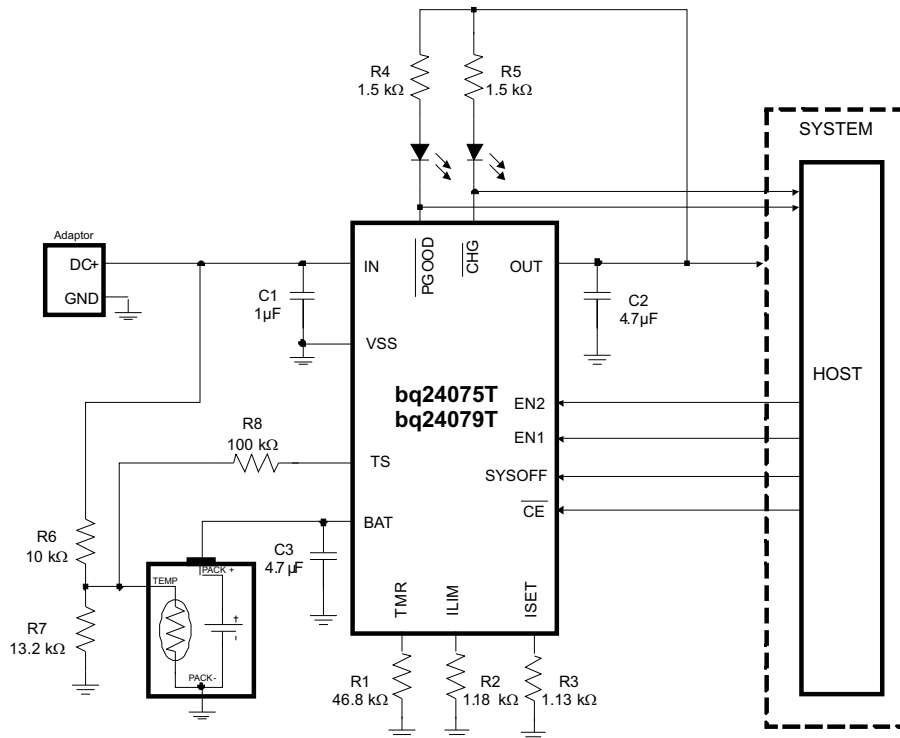 R4
1.5 kΩ
R5
1.5 kΩ
SYSTEM
Adaptor
DC+
GND
IN
PGOOD
CHG
OUT
C1
1µF
C2
4.7µF
VSS
HOST
bq24075T
bq24079T
EN2
EN1
R8
100 kΩ
TS
SYSOFF
BAT
CE
R6
10 kΩ
C3
4.7 µF
PACK +
TEMP
+
-
R7
13.2 kΩ
PACK-
TMR
ILIM
ISET
R1
46.8 kΩ
R2
1.18 kΩ
R3
1.13 kΩ